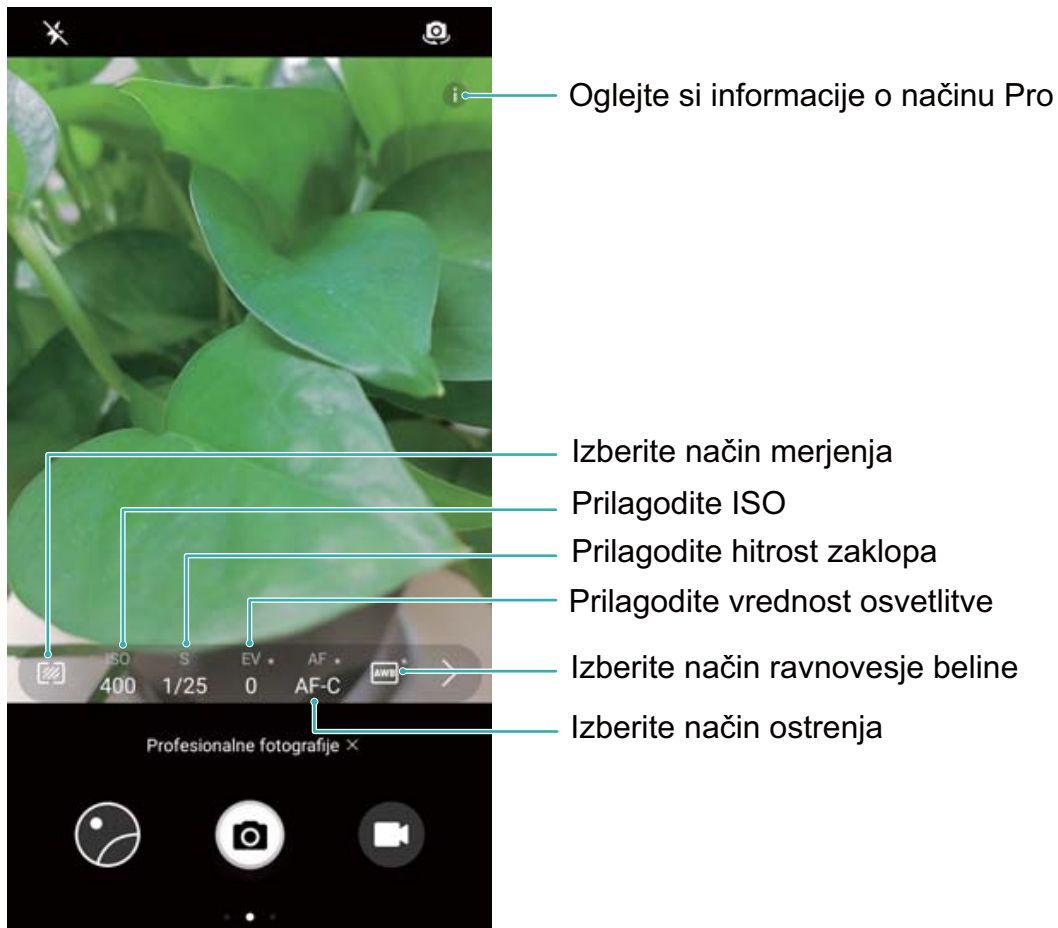 Oglejte si informacije o načinu Pro
Izberite način merjenja
Prilagodite ISO
Prilagodite hitrost zaklopa
Prilagodite vrednost osvetlitve
Izberite način ravnovesje beline
Izberite način ostrenja
ISO S EV AF
400 1/25 0 AF-C AWB
Profesionalne fotografije ×